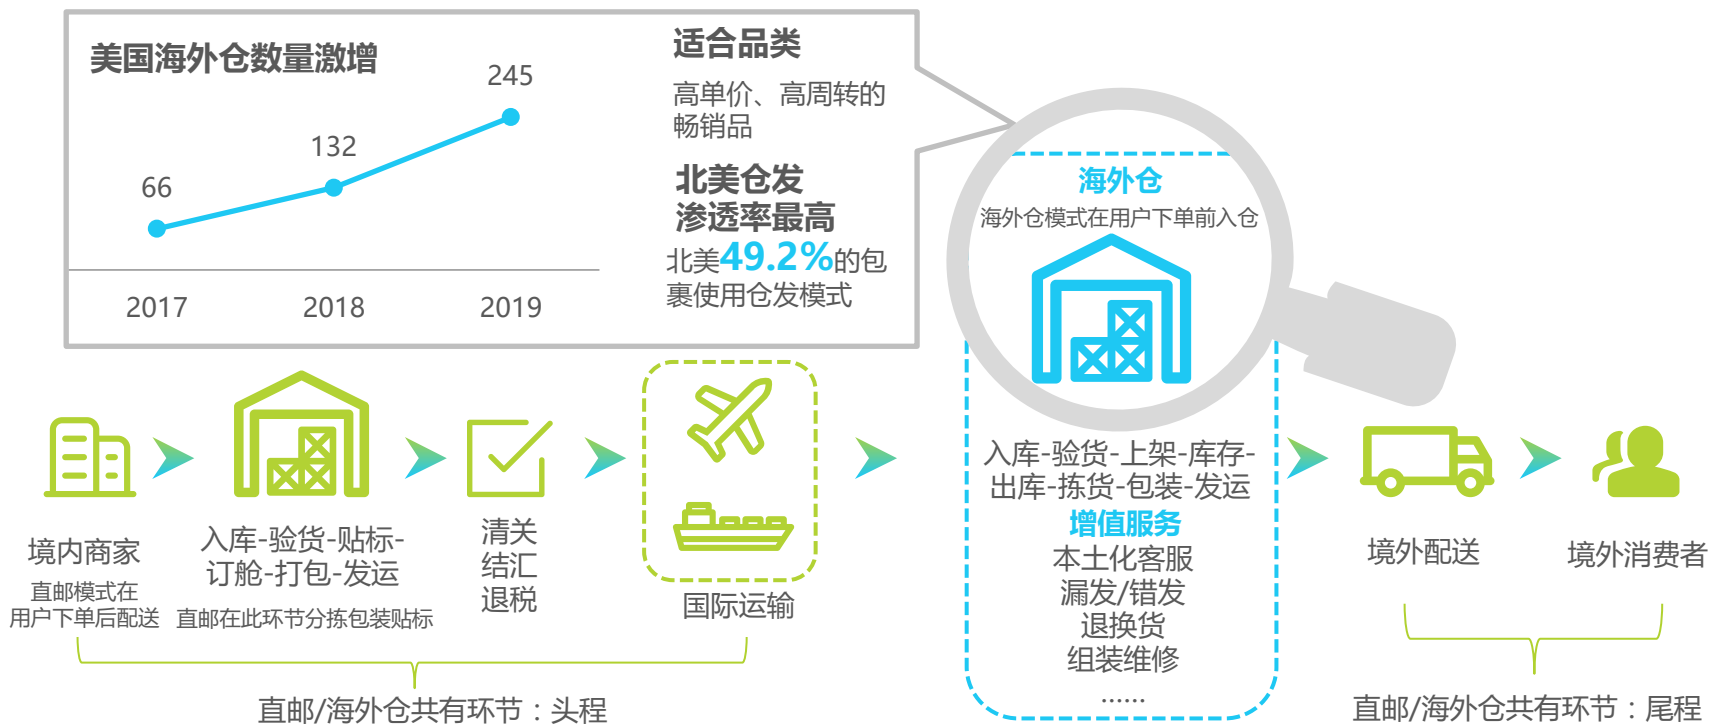 美国海外仓数量激增
66
132
245
2017
2018
2019
适合品类
高单价、高周转的
畅销品
北美仓发
渗透率最高
北美49.2%的包
裹使用仓发模式
海外仓
海外仓模式在用户下单前入仓
入库-验货-上架-库存-
出库-拣货-包装-发运
增值服务
本土化客服
漏发/错发
退换货
组装维修
......
境内商家
直邮模式在
用户下单后配送
入库-验货-贴标-
订舱-打包-发运
直邮在此环节分拣包装贴标
清关
结汇
退税
国际运输
境外配送
境外消费者
直邮/海外仓共有环节：头程
直邮/海外仓共有环节：尾程